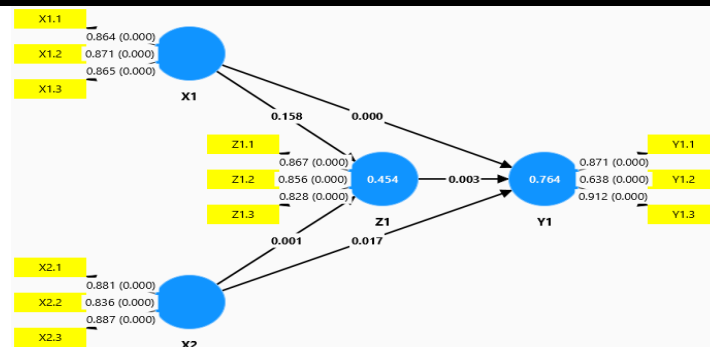 X1.1
0.864 (0.000)
X1.2
0.871 (0.000)
0.865 (0.000)
X1.3
X1
0.158
0.000
Z1.1
0.867 (0.000)
Z1.2
0.856 (0.000)
0.828 (0.000)
Z1.3
0.454
Z1
0.003
0.764
Y1
0.871 (0.000)
0.638 (0.000)
0.912 (0.000)
Y1.1
Y1.2
Y1.3
0.001
0.017
X2.1
0.881 (0.000)
X2.2
0.836 (0.000)
0.887 (0.000)
X2.3
X2